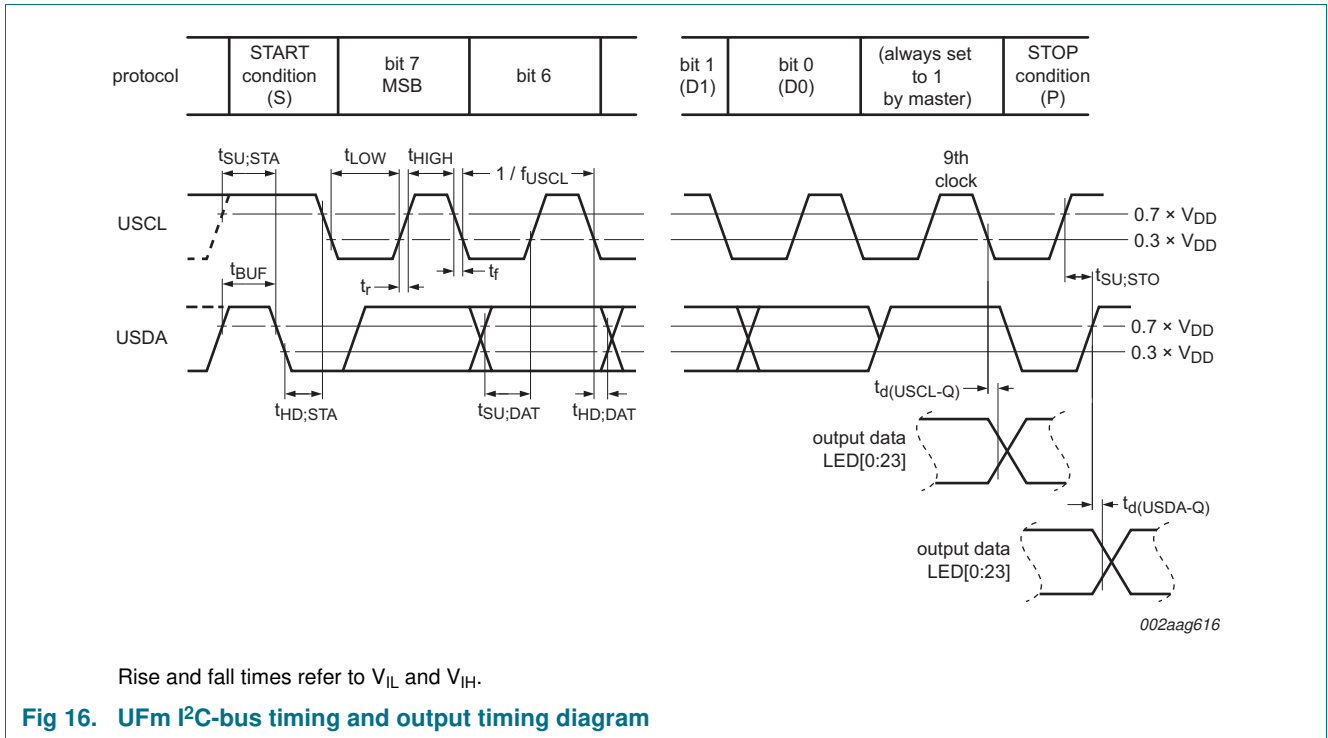 protocol
START
condition
(S)
bit 7
MSB
bit 6
bit 1
(D1)
bit 0
(D0)
(always set
to 1
by master)
STOP
condition
(P)
tSU;STA
tLOW
tHIGH
1 / fUSCL
9th
clock
USCL
0.7 × VDD
0.3 × VDD
tBUF
tr
tf
tSU;STO
USDA
0.7 × VDD
0.3 × VDD
tHD;STA
tSU;DAT
tHD;DAT
td(USCL-Q)
output data
LED[0:23]
td(USDA-Q)
output data
LED[0:23]
002aag616
Rise and fall times refer to VIL and VIH.
Fig 16. UFm I2C-bus timing and output timing diagram